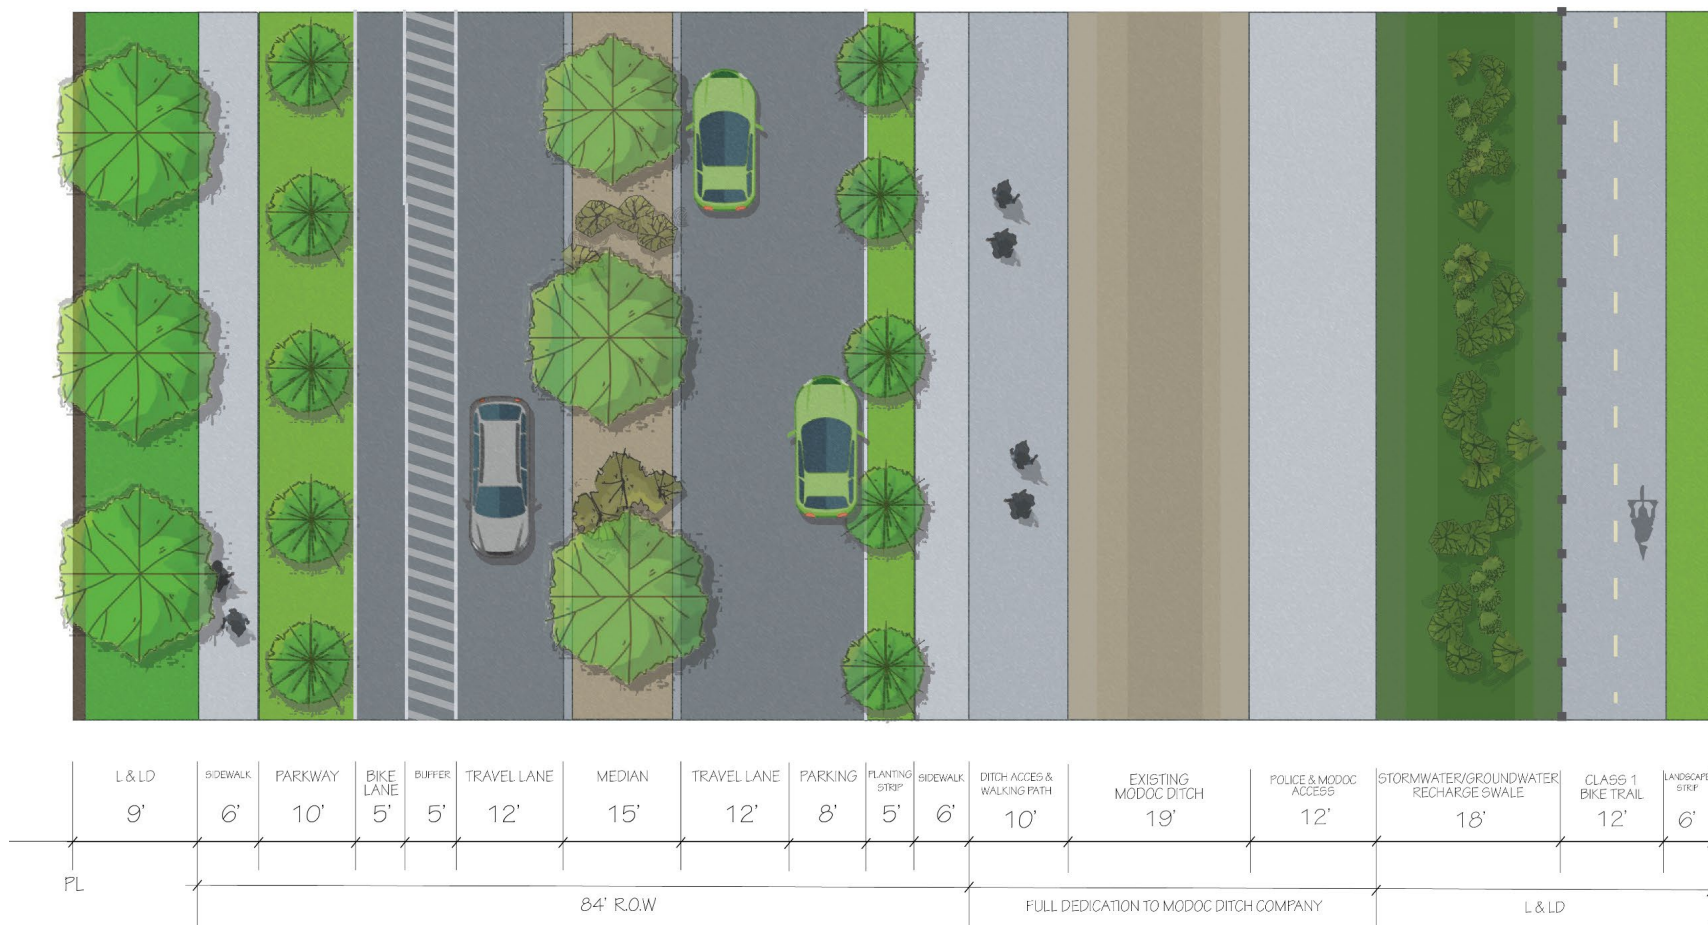 L & LD
9'
SIDEWALK
6'
PARKWAY
10'
BIKE
LANE
5'
BUFFER
5'
TRAVEL LANE
12'
MEDIAN
15'
TRAVEL LANE
12'
PARKING
8'
PLANTING
STRIP
5'
SIDEWALK
6'
DITCH ACCES &
WALKING PATH
10'
EXISTING
MODOC DITCH
19'
POLICE & MODOC
ACCESS
12'
STORMWATER/GROUNDWATER
RECHARGE SWALE
18'
CLASS 1
BIKE TRAIL
12'
LANDSCAPE
STRIP
6'
PL
84' R.O.W
FULL DEDICATION TO MODOC DITCH COMPANY
L & LD